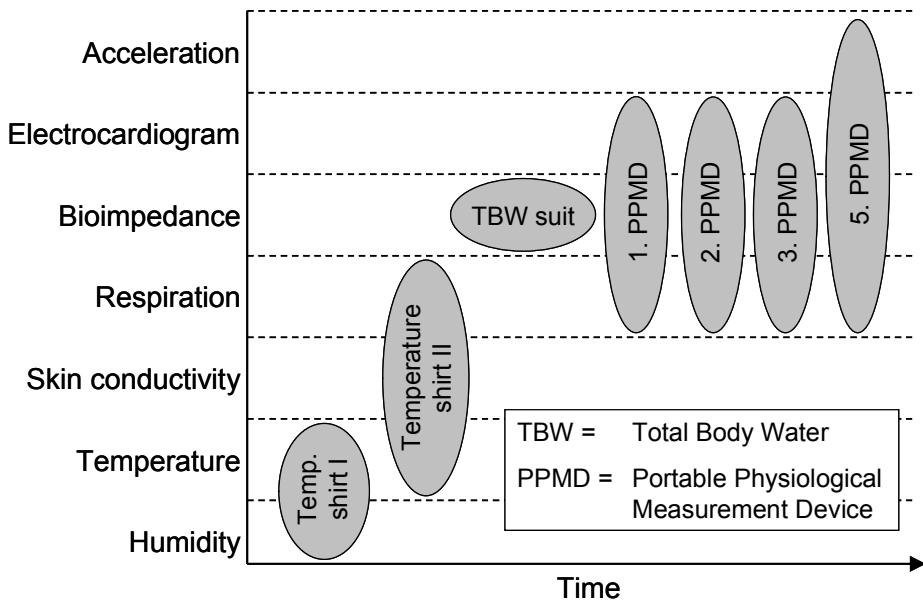 Acceleration
Electrocardiogram
Bioimpedance
Respiration
Skin conductivity
Temperature
Humidity
Temp.
shirt I
Temperature
shirt II
TBW suit
1. PPMD
2. PPMD
3. PPMD
5. PPMD
TBW = Total Body Water
PPMD = Portable Physiological
Measurement Device
Time